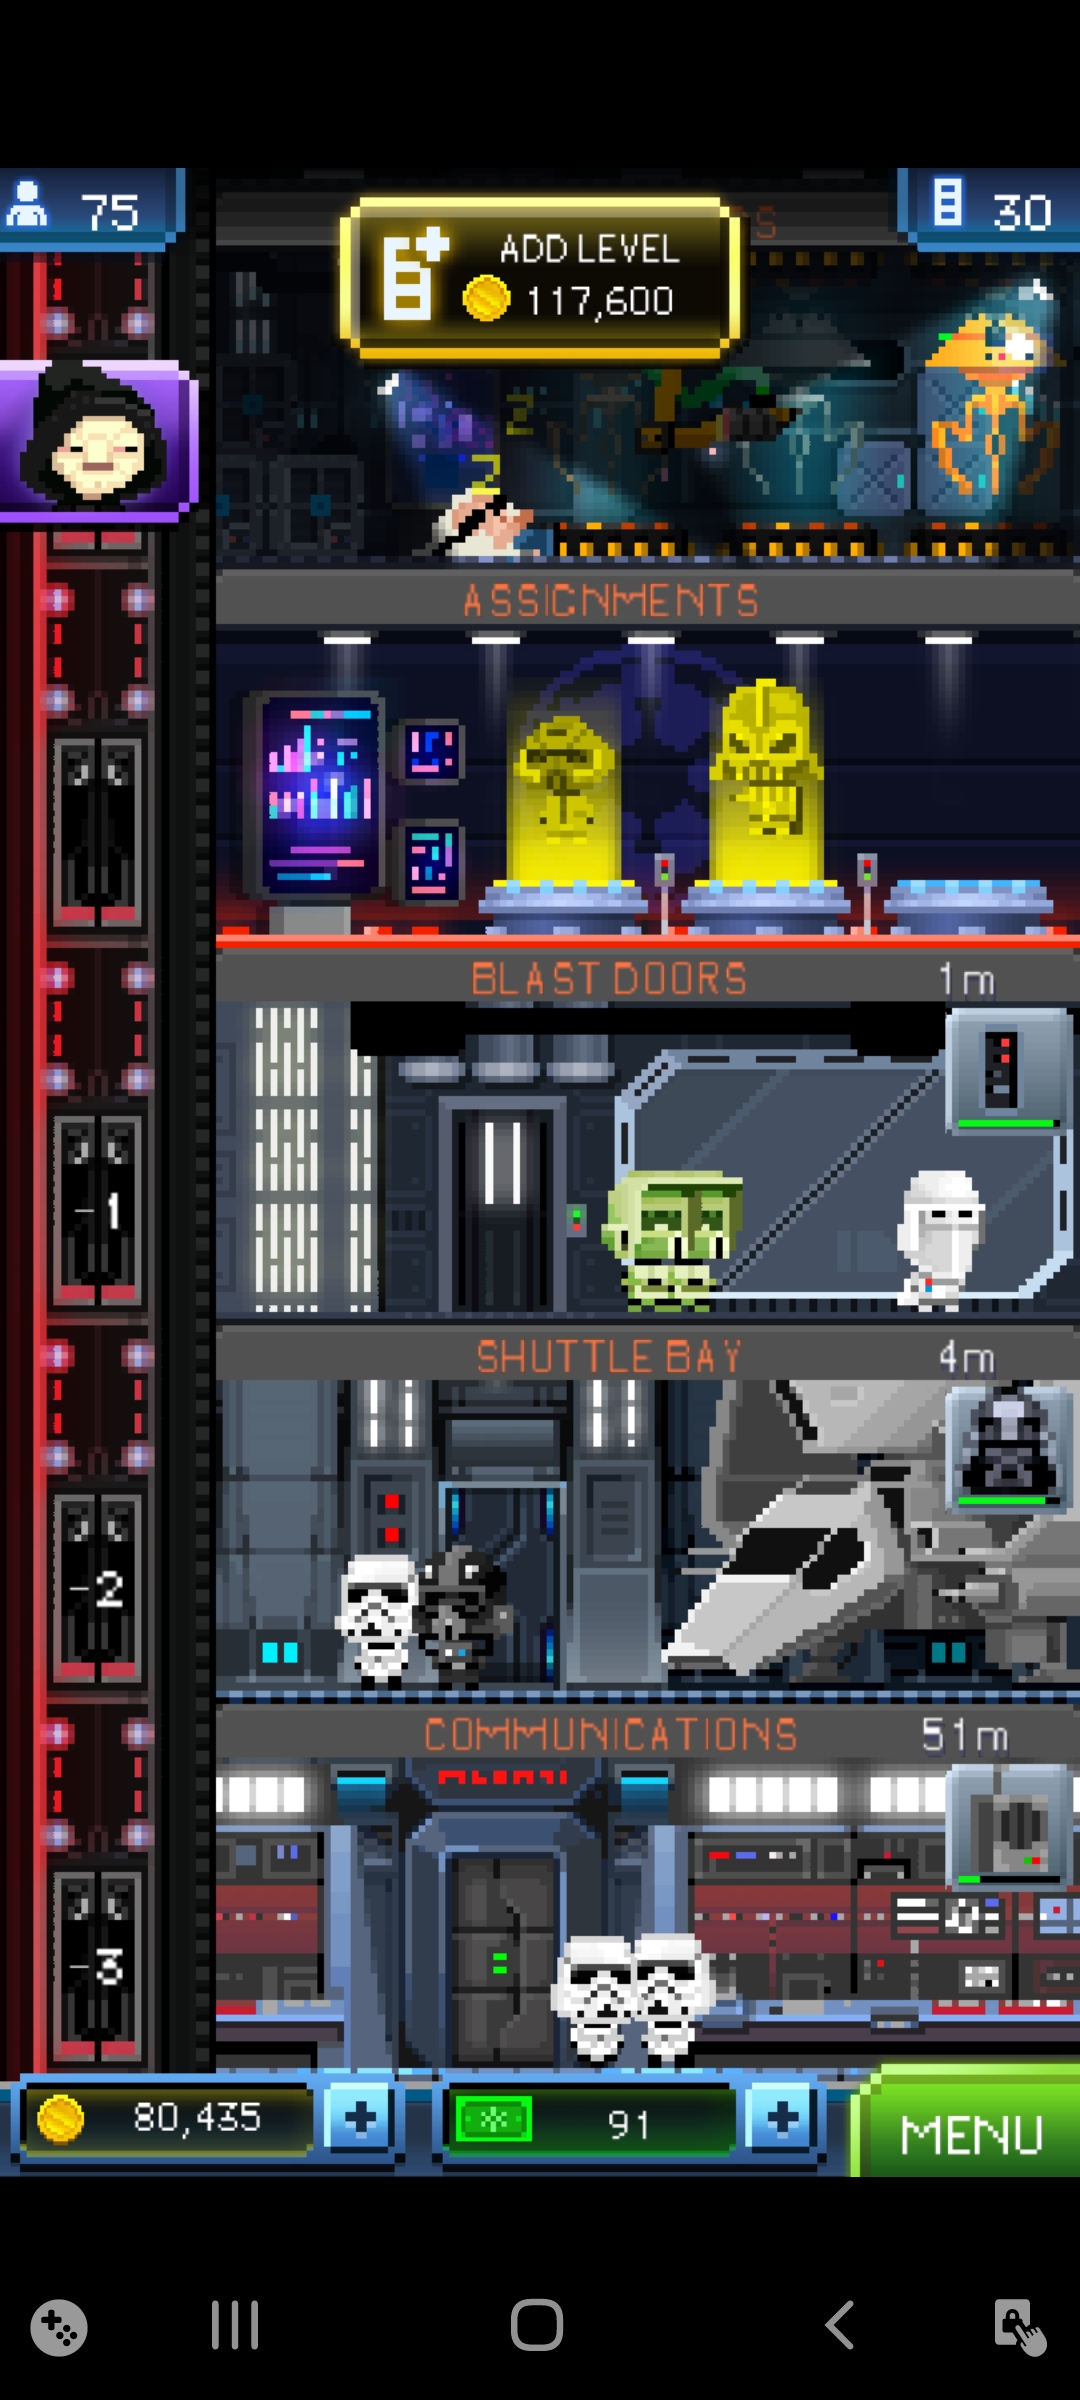 75
30
S
ADD LEVEL
117,600
Z
Z
ASSIGNMENTS
BLAST DOORS 1m
-1
SHUTTLE BAY 4m
-2
COMMUNICATIONS 51m
-3
80,435 +
91 +
MENU